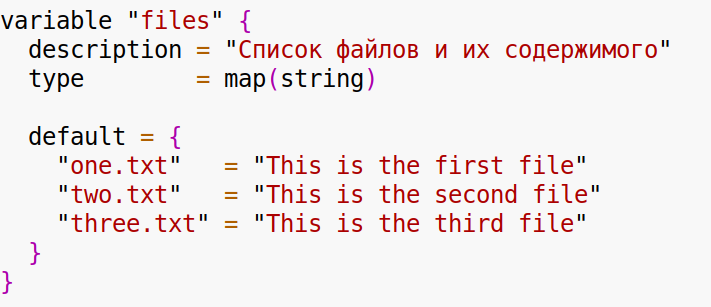 variable "files" {
  description = "Список файлов и их содержимого"
  type        = map(string)

  default = {
    "one.txt"   = "This is the first file"
    "two.txt"   = "This is the second file"
    "three.txt" = "This is the third file"
  }
}